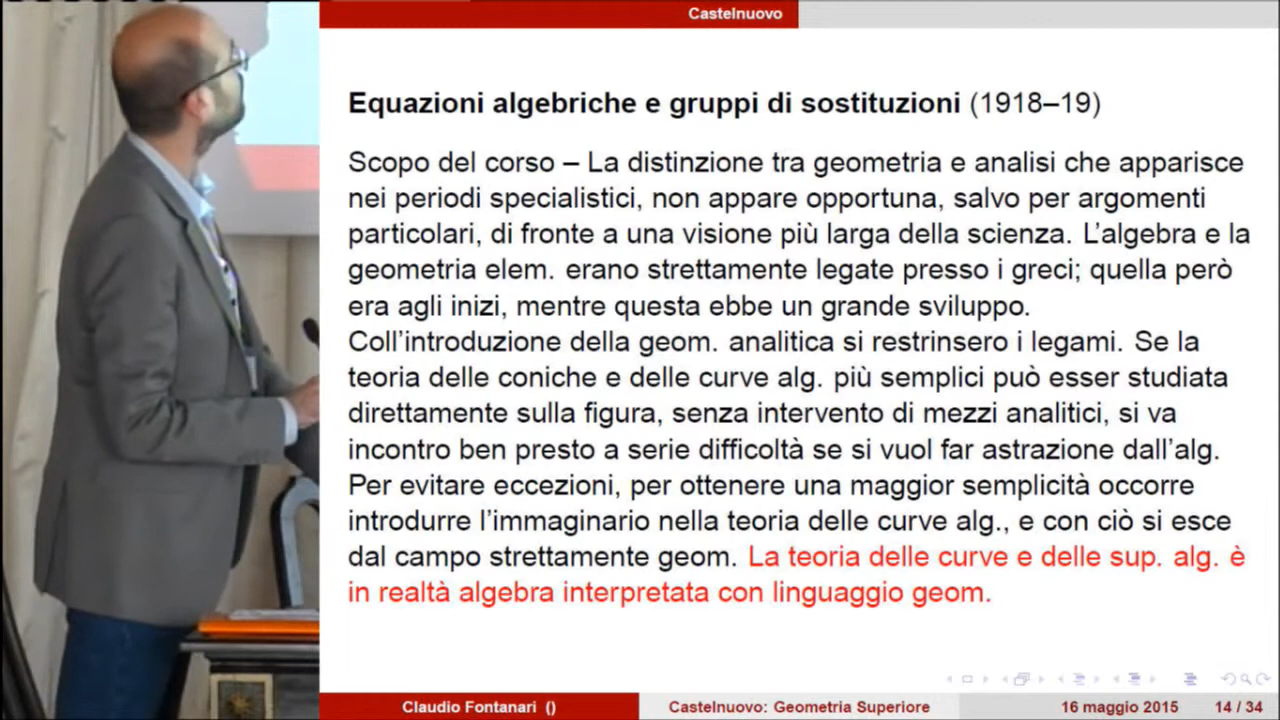 Castelnuovo
Equazioni algebriche e gruppi di sostituzioni (1918–19)
Scopo del corso – La distinzione tra geometria e analisi che apparisce
nei periodi specialistici, non appare opportuna, salvo per argomenti
particolari, di fronte a una visione più larga della scienza. L'algebra e la
geometria elem. erano strettamente legate presso i greci; quella però
era agli inizi, mentre questa ebbe un grande sviluppo.
Coll'introduzione della geom. analitica si restrinsero i legami. Se la
teoria delle coniche e delle curve alg. più semplici può esser studiata
direttamente sulla figura, senza intervento di mezzi analitici, si va
incontro ben presto a serie difficoltà se si vuol far astrazione dall'alg.
Per evitare eccezioni, per ottenere una maggior semplicità occorre
introdurre l'immaginario nella teoria delle curve alg., e con ciò si esce
dal campo strettamente geom. La teoria delle curve e delle sup. alg. è
in realtà algebra interpretata con linguaggio geom.
Claudio Fontanari ()
Castelnuovo: Geometria Superiore
16 maggio 2015
14 / 34